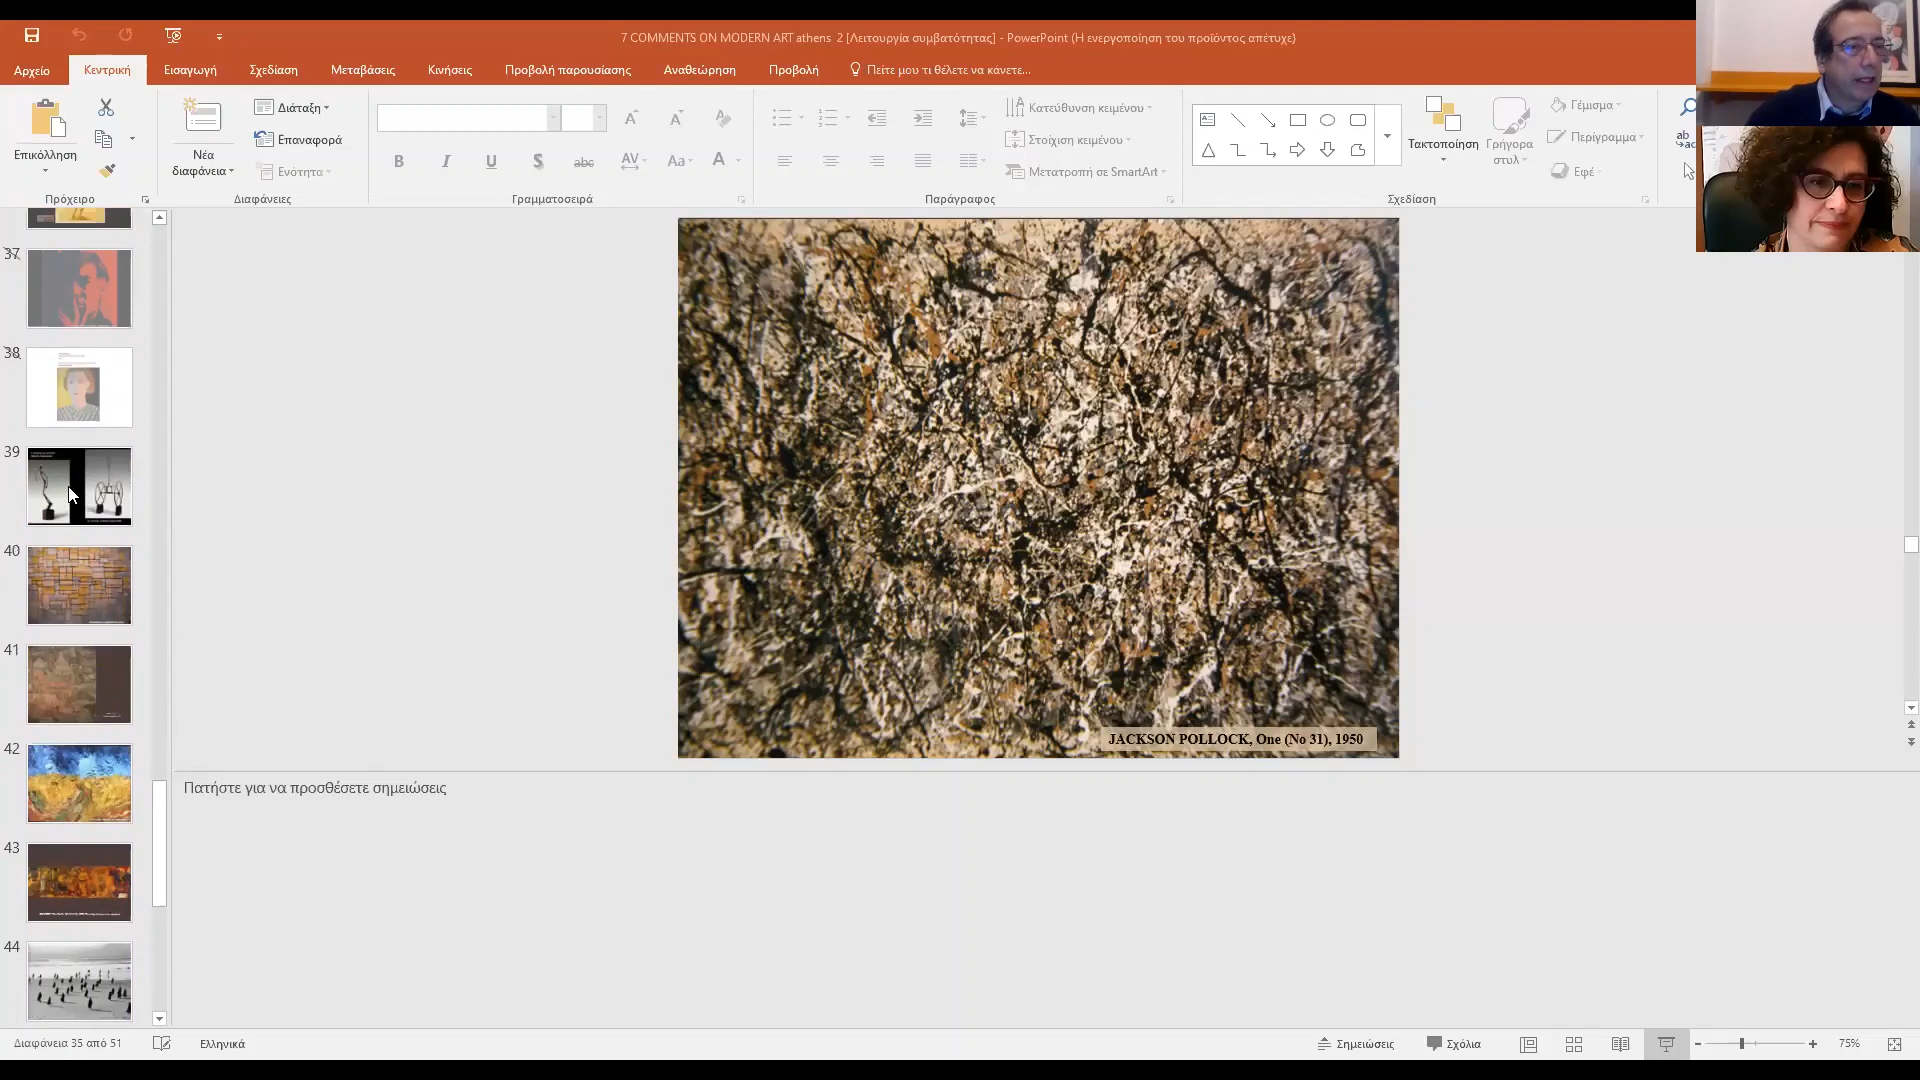 7 COMMENTS ON MODERN ART athens 2 [Λειτουργία συμβατότητας] - PowerPoint (Η ενεργοποίηση του προϊόντος απέτυχε)
Αρχείο Κεντρική Εισαγωγή Σχεδίαση Μεταβάσεις Κινήσεις Προβολή παρουσίασης Αναθεώρηση Προβολή Πείτε μου τι θέλετε να κάνετε...
Επικόλληση
Νέα
διαφάνεια
Διάταξη
Επαναφορά
Ενότητα
B I U S abc AV Aa A
Κατεύθυνση κειμένου
Στοίχιση κειμένου
Μετατροπή σε SmartArt
Τακτοποίηση
Γρήγορα
στυλ
Γέμισμα
Περίγραμμα
Εφέ
Πρόχειρο Διαφάνειες Γραμματοσειρά Παράγραφος Σχεδίαση
37
38
39
40
41
42
43
44
JACKSON POLLOCK, One (No 31), 1950
Πατήστε για να προσθέσετε σημειώσεις
Διαφάνεια 35 από 51 Ελληνικά Σημειώσεις Σχόλια 75%